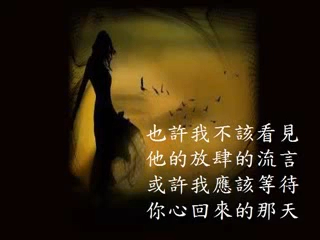 也許我不該看見
他的放肆的流言
或許我應該等待
你心回來的那天